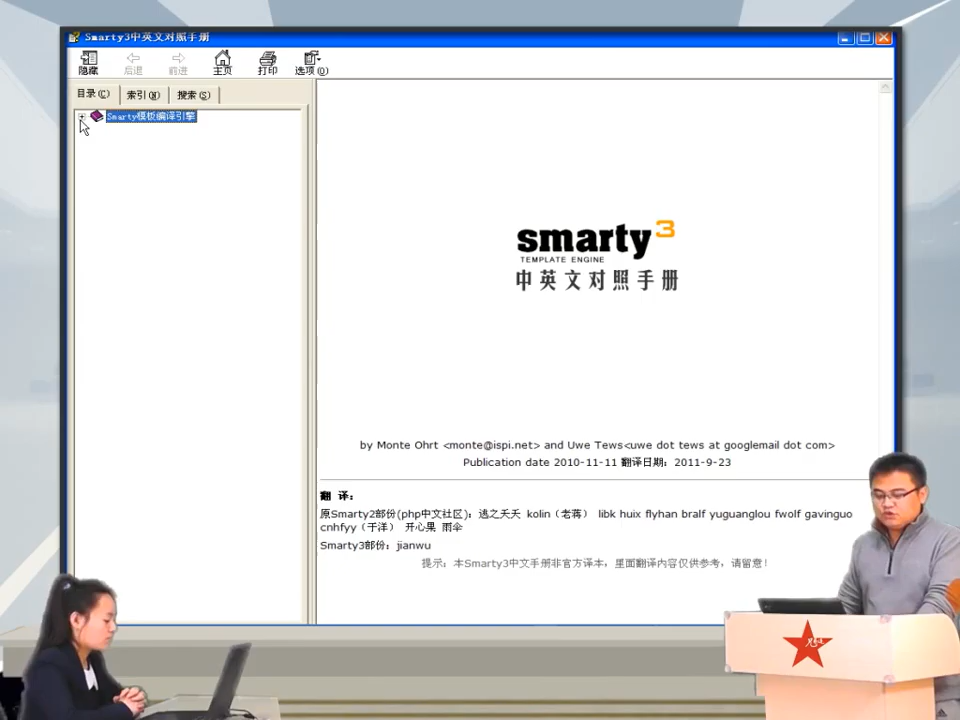 Smarty3中英文对照手册
隐藏 后退 前进 主页 打印 选项(O)
目录(C) 索引(N) 搜索(S)
Smarty模板编译引擎
smarty3
TEMPLATE ENGINE
中英文对照手册
by Monte Ohrt <monte@ispi.net> and Uwe Tews<uwe dot tews at googlemail dot com>
Publication date 2010-11-11 翻译日期：2011-9-23
翻 译：
原Smarty2部份(php中文社区)：逃之夭夭 kolin（老蒋） libk huix flyhan bralf yuguanglou fwolf gavinguo
cnhfyy（于洋） 开心果 雨伞
Smarty3部份：jianwu
提示：本Smarty3中文手册非官方译本，里面翻译内容仅供参考，请留意！